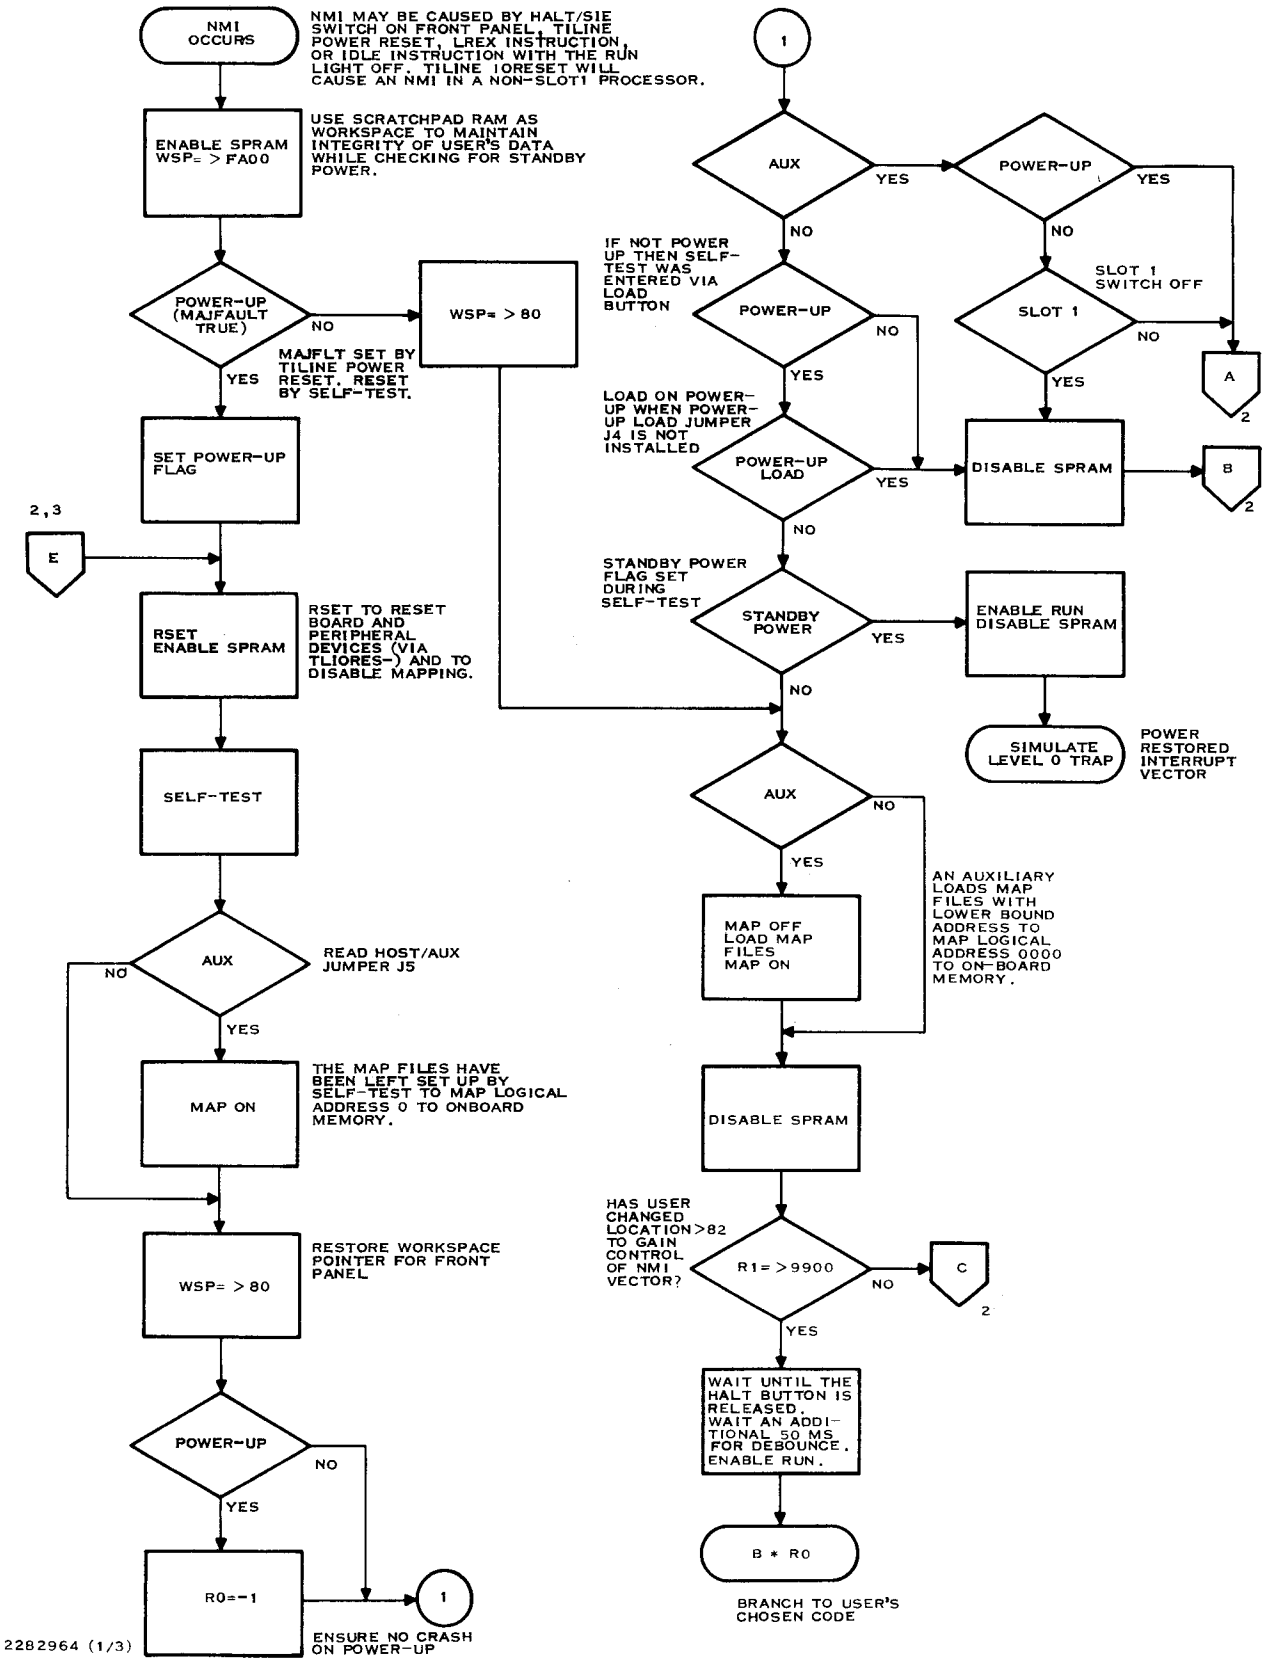 NMI
OCCURS
NMI MAY BE CAUSED BY HALT/SIE
SWITCH ON FRONT PANEL, TILINE
POWER RESET, LREX INSTRUCTION,
OR IDLE INSTRUCTION WITH THE RUN
LIGHT OFF. TILINE IORESET WILL
CAUSE AN NMI IN A NON-SLOT1 PROCESSOR.
ENABLE SPRAM
WSP= >FA00
USE SCRATCHPAD RAM AS
WORKSPACE TO MAINTAIN
INTEGRITY OF USER'S DATA
WHILE CHECKING FOR STANDBY
POWER.
POWER-UP
(MAJFAULT
TRUE)
NO
YES
WSP= >80
MAJFLT SET BY
TILINE POWER
RESET. RESET
BY SELF-TEST.
SET POWER-UP
FLAG
2,3
E
RSET
ENABLE SPRAM
RSET TO RESET
BOARD AND
PERIPHERAL
DEVICES (VIA
TLIORES-) AND TO
DISABLE MAPPING.
SELF-TEST
AUX
NO
YES
READ HOST/AUX
JUMPER J5
MAP ON
THE MAP FILES HAVE
BEEN LEFT SET UP BY
SELF-TEST TO MAP LOGICAL
ADDRESS 0 TO ONBOARD
MEMORY.
WSP= >80
RESTORE WORKSPACE
POINTER FOR FRONT
PANEL
POWER-UP
NO
YES
R0=-1
1
ENSURE NO CRASH
ON POWER-UP
2282964 (1/3)
1
AUX
YES
NO
POWER-UP
YES
NO
IF NOT POWER
UP THEN SELF-
TEST WAS
ENTERED VIA
LOAD
BUTTON
POWER-UP
NO
YES
SLOT 1
SWITCH OFF
SLOT 1
NO
YES
A
2
LOAD ON POWER-
UP WHEN POWER-
UP LOAD JUMPER
J4 IS NOT
INSTALLED
POWER-UP
LOAD
YES
NO
DISABLE SPRAM
B
2
STANDBY POWER
FLAG SET
DURING
SELF-TEST
STANDBY
POWER
YES
NO
ENABLE RUN
DISABLE SPRAM
SIMULATE
LEVEL 0 TRAP
POWER
RESTORED
INTERRUPT
VECTOR
AUX
NO
YES
MAP OFF
LOAD MAP
FILES
MAP ON
AN AUXILIARY
LOADS MAP
FILES WITH
LOWER BOUND
ADDRESS TO
MAP LOGICAL
ADDRESS 0000
TO ON-BOARD
MEMORY.
DISABLE SPRAM
HAS USER
CHANGED
LOCATION>82
TO GAIN
CONTROL
OF NMI
VECTOR?
R1= >9900
NO
YES
C
2
WAIT UNTIL THE
HALT BUTTON IS
RELEASED.
WAIT AN ADDI-
TIONAL 50 MS
FOR DEBOUNCE.
ENABLE RUN.
B * R0
BRANCH TO USER'S
CHOSEN CODE